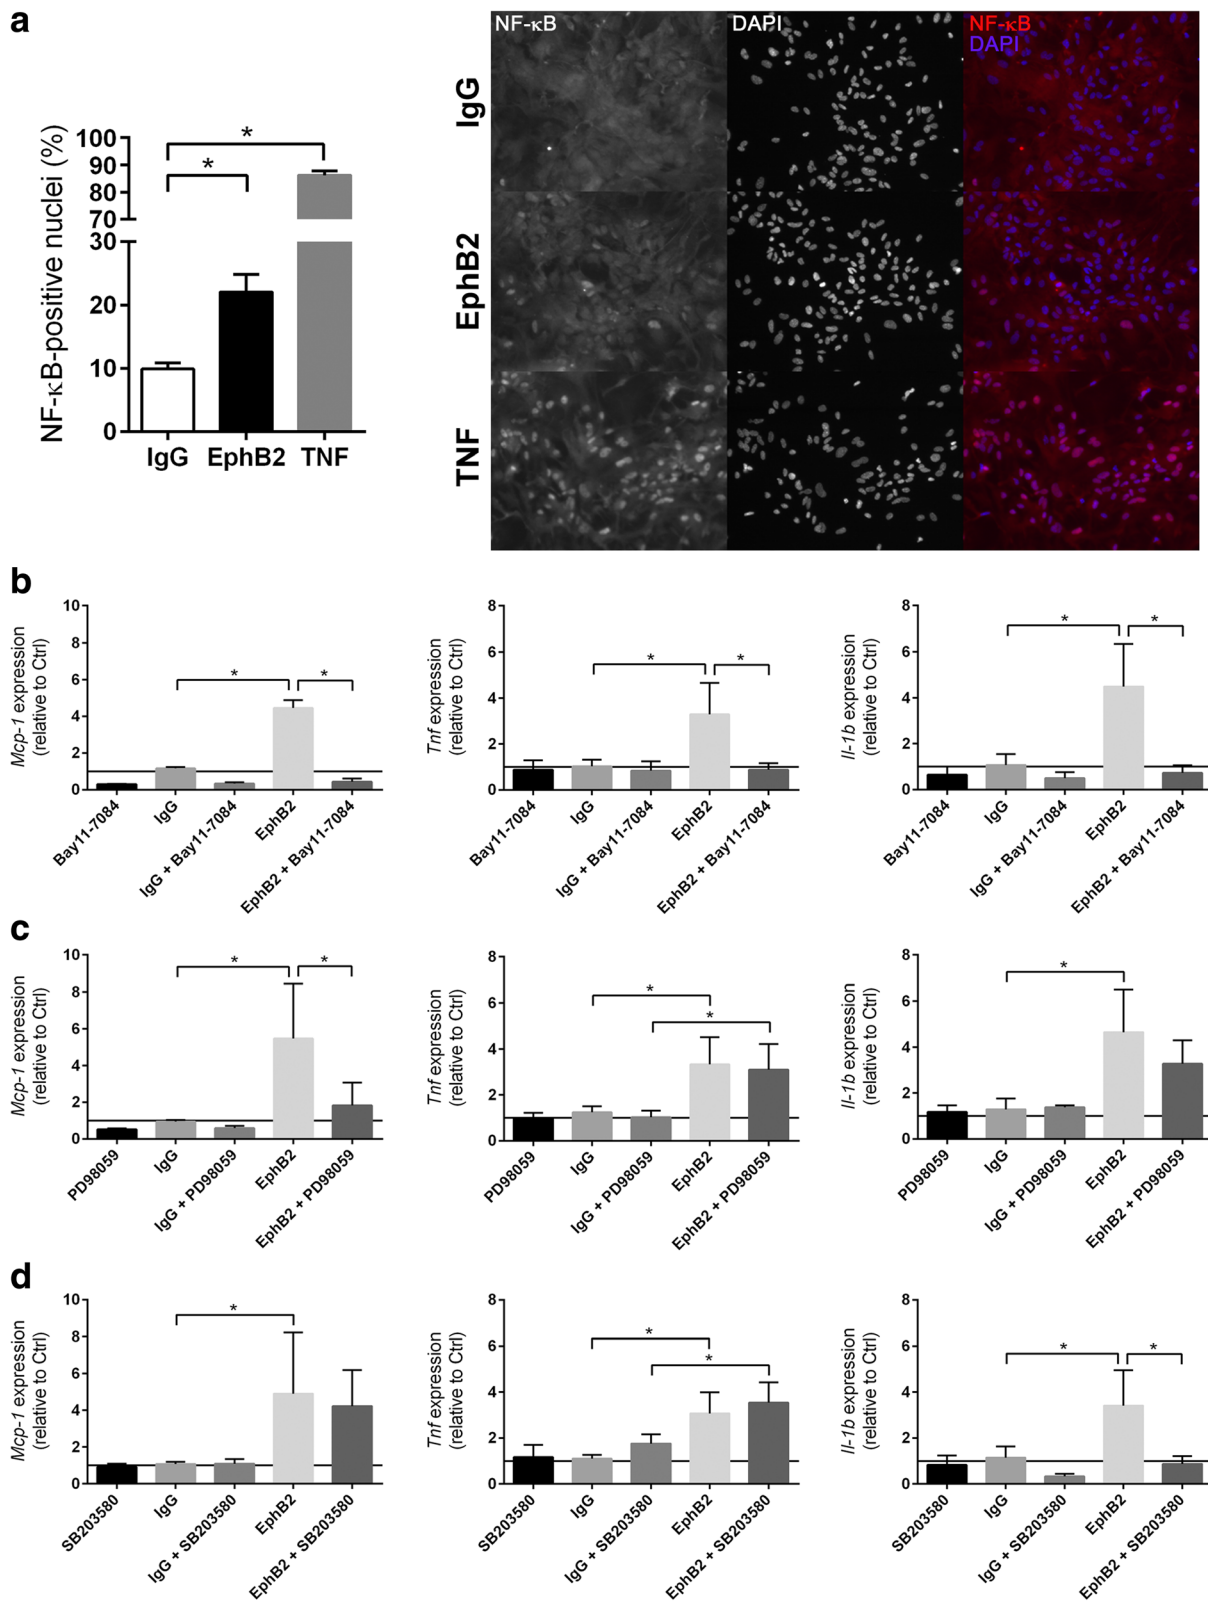 a
NF-κB-positive nuclei (%)
100
90
80
70
30
20
10
0
*
*
IgG EphB2 TNF
NF-κB
DAPI
NF-κB
DAPI
IgG
EphB2
TNF
b
Mcp-1 expression
(relative to Ctrl)
10
8
6
4
2
0
*
*
Bay11-7084
IgG
IgG + Bay11-7084
EphB2
EphB2 + Bay11-7084
Tnf expression
(relative to Ctrl)
8
6
4
2
0
*
*
Bay11-7084
IgG
IgG + Bay11-7084
EphB2
EphB2 + Bay11-7084
Il-1b expression
(relative to Ctrl)
8
6
4
2
0
*
*
Bay11-7084
IgG
IgG + Bay11-7084
EphB2
EphB2 + Bay11-7084
c
Mcp-1 expression
(relative to Ctrl)
10
8
6
4
2
0
*
*
PD98059
IgG
IgG + PD98059
EphB2
EphB2 + PD98059
Tnf expression
(relative to Ctrl)
8
6
4
2
0
*
*
PD98059
IgG
IgG + PD98059
EphB2
EphB2 + PD98059
Il-1b expression
(relative to Ctrl)
8
6
4
2
0
*
PD98059
IgG
IgG + PD98059
EphB2
EphB2 + PD98059
d
Mcp-1 expression
(relative to Ctrl)
10
8
6
4
2
0
*
SB203580
IgG
IgG + SB203580
EphB2
EphB2 + SB203580
Tnf expression
(relative to Ctrl)
8
6
4
2
0
*
*
SB203580
IgG
IgG + SB203580
EphB2
EphB2 + SB203580
Il-1b expression
(relative to Ctrl)
8
6
4
2
0
*
*
SB203580
IgG
IgG + SB203580
EphB2
EphB2 + SB203580